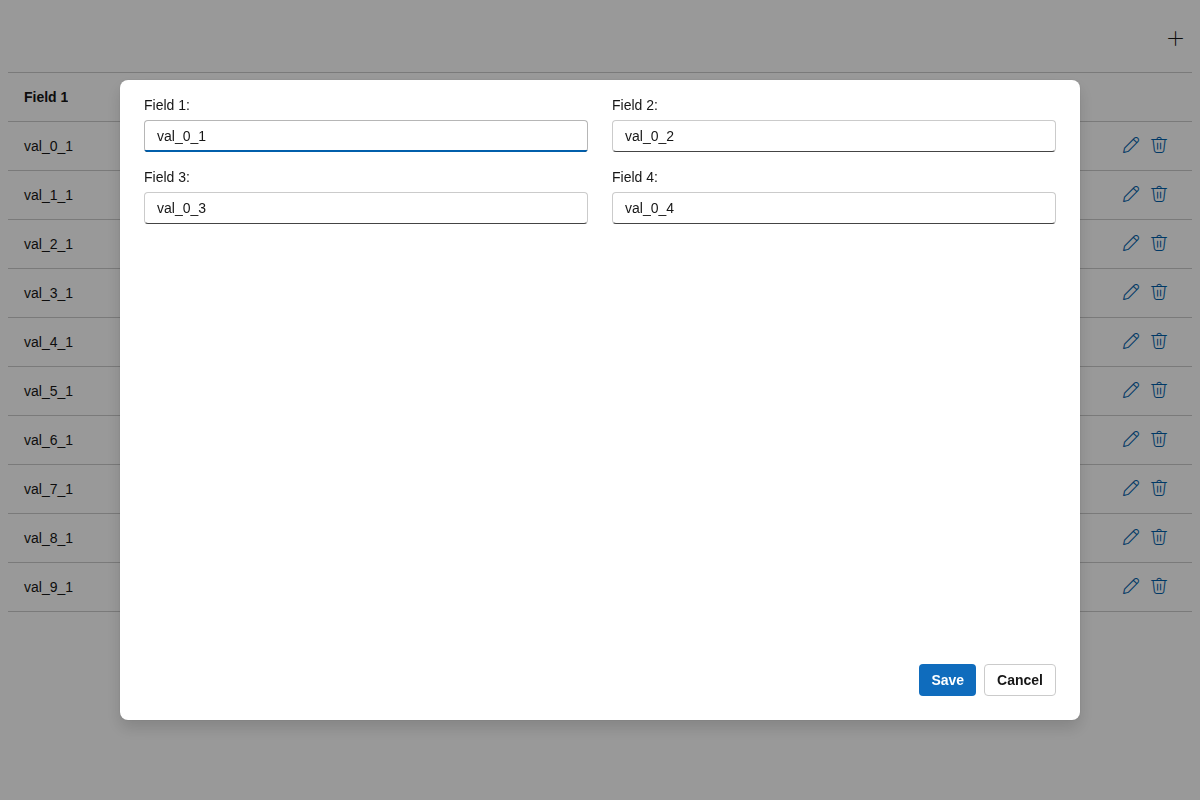 Field 1
Field 1:
Field 2:
val_0_1
val_0_2
Field 3:
Field 4:
val_0_3
val_0_4
val_0_1
val_1_1
val_2_1
val_3_1
val_4_1
val_5_1
val_6_1
val_7_1
val_8_1
val_9_1
Save
Cancel